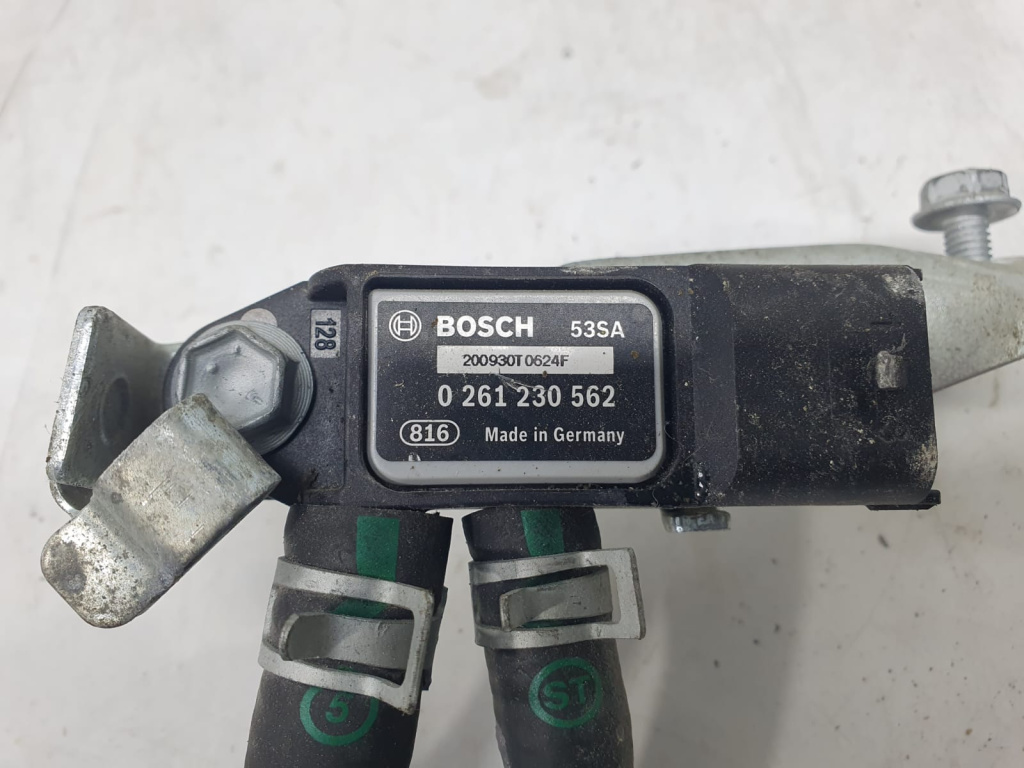 128
BOSCH 53SA
200930T0624F
0 261 230 562
816 Made in Germany
5 ST